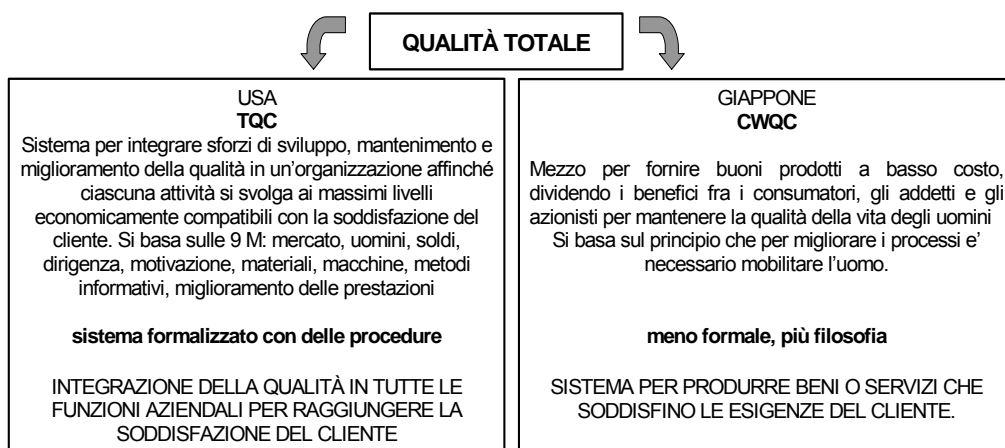 QUALITÀ TOTALE
USA
TQC
Sistema per integrare sforzi di sviluppo, mantenimento e
miglioramento della qualità in un'organizzazione affinché
ciascuna attività si svolga ai massimi livelli
economicamente compatibili con la soddisfazione del
cliente. Si basa sulle 9 M: mercato, uomini, soldi,
dirigenza, motivazione, materiali, macchine, metodi
informativi, miglioramento delle prestazioni
sistema formalizzato con delle procedure
INTEGRAZIONE DELLA QUALITÀ IN TUTTE LE
FUNZIONI AZIENDALI PER RAGGIUNGERE LA
SODDISFAZIONE DEL CLIENTE
GIAPPONE
CWQC
Mezzo per fornire buoni prodotti a basso costo,
dividendo i benefici fra i consumatori, gli addetti e gli
azionisti per mantenere la qualità della vita degli uomini
Si basa sul principio che per migliorare i processi e'
necessario mobilitare l'uomo.
meno formale, più filosofia
SISTEMA PER PRODURRE BENI O SERVIZI CHE
SODDISFINO LE ESIGENZE DEL CLIENTE.